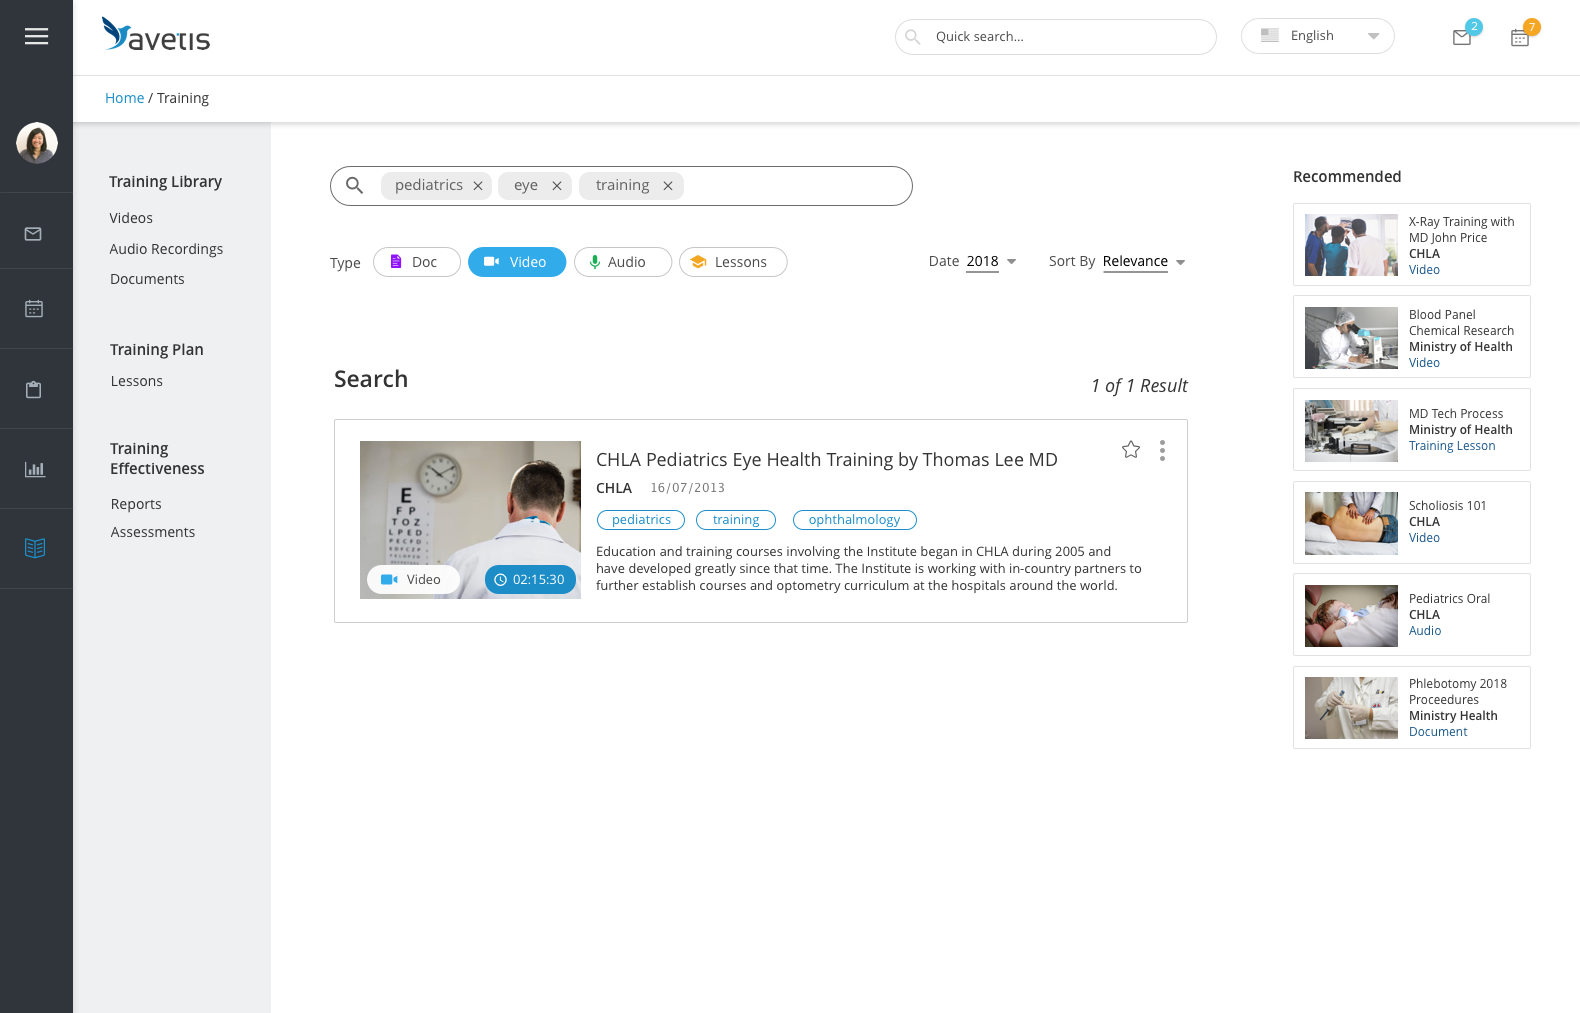 avetis
Quick search...
English
2
7
Home / Training
Training Library
Videos
Audio Recordings
Documents
Training Plan
Lessons
Training
Effectiveness
Reports
Assessments
pediatrics
eye
training
Type
Doc
Video
Audio
Lessons
Date 2018
Sort By Relevance
Search
1 of 1 Result
E
F P
T O Z
L P E D
P E C F D
E D F C Z P
Video
02:15:30
CHLA Pediatrics Eye Health Training by Thomas Lee MD
CHLA 16/07/2013
pediatrics
training
ophthalmology
Education and training courses involving the Institute began in CHLA during 2005 and
have developed greatly since that time. The Institute is working with in-country partners to
further establish courses and optometry curriculum at the hospitals around the world.
Recommended
X-Ray Training with
MD John Price
CHLA
Video
Blood Panel
Chemical Research
Ministry of Health
Video
MD Tech Process
Ministry of Health
Training Lesson
Scholiosis 101
CHLA
Video
Pediatrics Oral
CHLA
Audio
Phlebotomy 2018
Proceedures
Ministry Health
Document